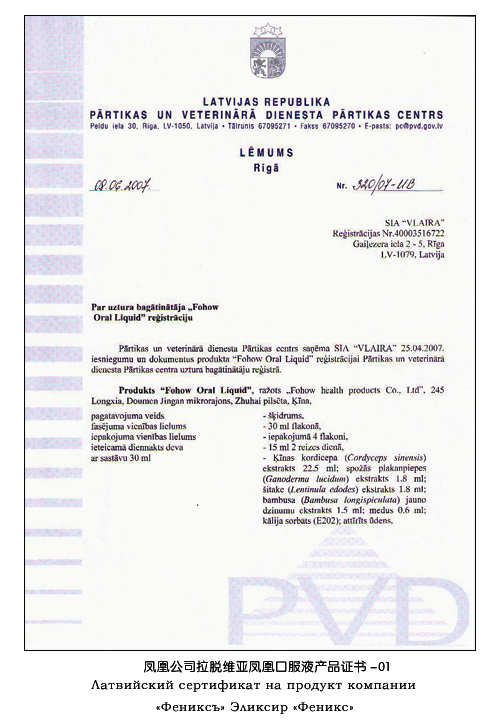 LATVIJAS REPUBLIKA
PĀRTIKAS UN VETERINĀRĀ DIENESTA PĀRTIKAS CENTRS
Peldu iela 30, Rīga, LV-1050, Latvija • Tālrunis 67095271 • Fakss 67095270 • E-pasts: pc@pvd.gov.lv
LĒMUMS
Rīgā
08.06.2007.
Nr. 320/07-UB
SIA “VLAIRA”
Reģistrācijas Nr.40003516722
Gaiļezera iela 2 - 5, Rīga
LV-1079, Latvija
Par uztura bagātinātāja „Fohow
Oral Liquid” reģistrāciju
Pārtikas un veterinārā dienesta Pārtikas centrs saņēma SIA “VLAIRA” 25.04.2007.
iesniegumu un dokumentus produkta “Fohow Oral Liquid” reģistrācijai Pārtikas un veterinārā
dienesta Pārtikas centra uztura bagātinātāju reģistrā.
Produkts “Fohow Oral Liquid”, ražots „Fohow health products Co., Ltd”, 245
Longxia, Doumen Jingan mikrorajons, Zhuhai pilsēta, Ķīna,
pagatavojuma veids - šķidrums,
fasējuma vienības lielums - 30 ml flakonā,
iepakojuma vienības lielums - iepakojumā 4 flakoni,
ieteicamā diennakts deva - 15 ml 2 reizes dienā,
ar sastāvu 30 ml - Ķīnas kordicepa (Cordyceps sinensis)
ekstrakts 22.5 ml; spožās plakanpiepes
(Ganoderma lucidum) ekstrakts 1.8 ml;
šitake (Lentinula edodes) ekstrakts 1.8 ml;
bambusa (Bambusa longispiculata) jauno
dzinumu ekstrakts 1.5 ml; medus 0.6 ml;
kālija sorbāts (E202); attīrīts ūdens,
PVD
凤凰公司拉脱维亚凤凰口服液产品证书 -01
Латвийский сертификат на продукт компании
«Фениксъ» Эликсир «Феникс»